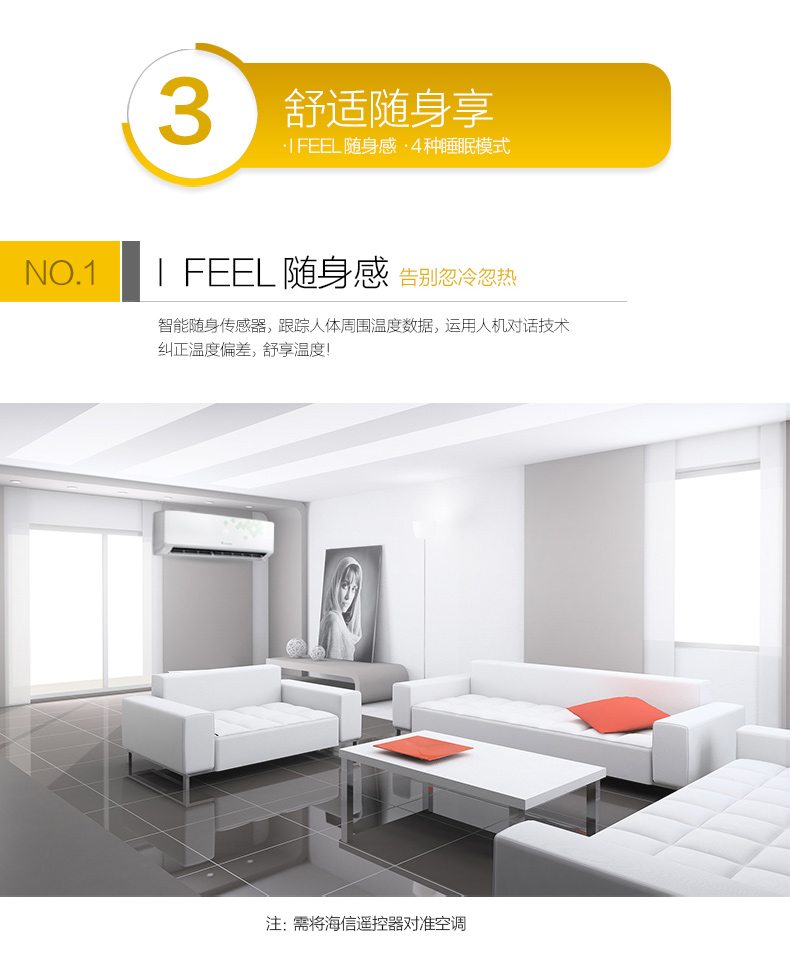 3
舒适随身享
·I FEEL 随身感 ·4种睡眠模式
NO.1
I FEEL 随身感 告别忽冷忽热
智能随身传感器, 跟踪人体周围温度数据, 运用人机对话技术
纠正温度偏差, 舒享温度!
注: 需将海信遥控器对准空调